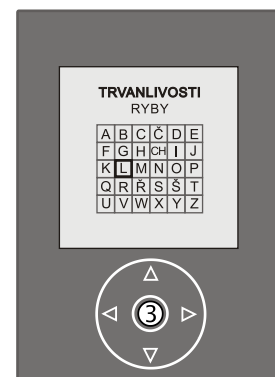 TRVANLIVOSTI
RYBY
A B C Č D E
F G H CH I J
K L M N O P
Q R Ř S Š T
U V W X Y Z
3